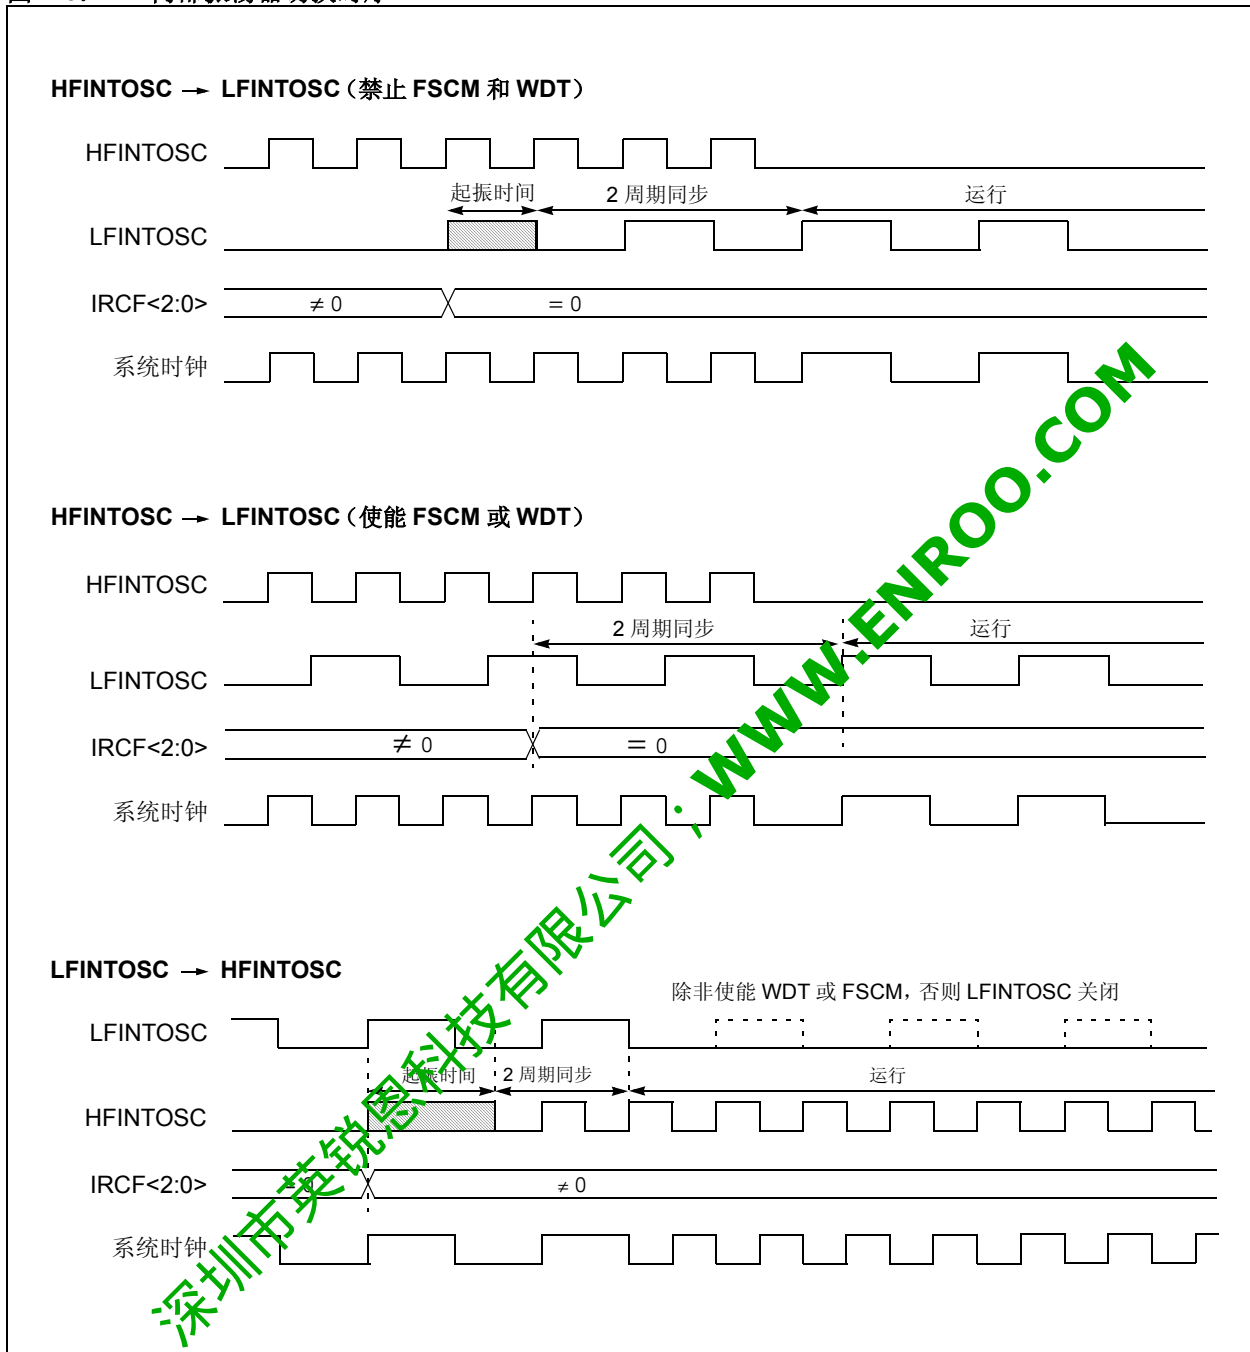 HFINTOSC → LFINTOSC（禁止 FSCM 和 WDT）
HFINTOSC
起振时间
2 周期同步
运行
LFINTOSC
IRCF<2:0>
≠ 0
= 0
系统时钟
HFINTOSC → LFINTOSC（使能 FSCM 或 WDT）
HFINTOSC
2 周期同步
运行
LFINTOSC
IRCF<2:0>
≠ 0
= 0
系统时钟
LFINTOSC → HFINTOSC
除非使能 WDT 或 FSCM，否则 LFINTOSC 关闭
LFINTOSC
起振时间
2 周期同步
运行
HFINTOSC
IRCF<2:0>
= 0
≠ 0
系统时钟
深圳市英锐恩科技有限公司；WWW.ENROO.COM